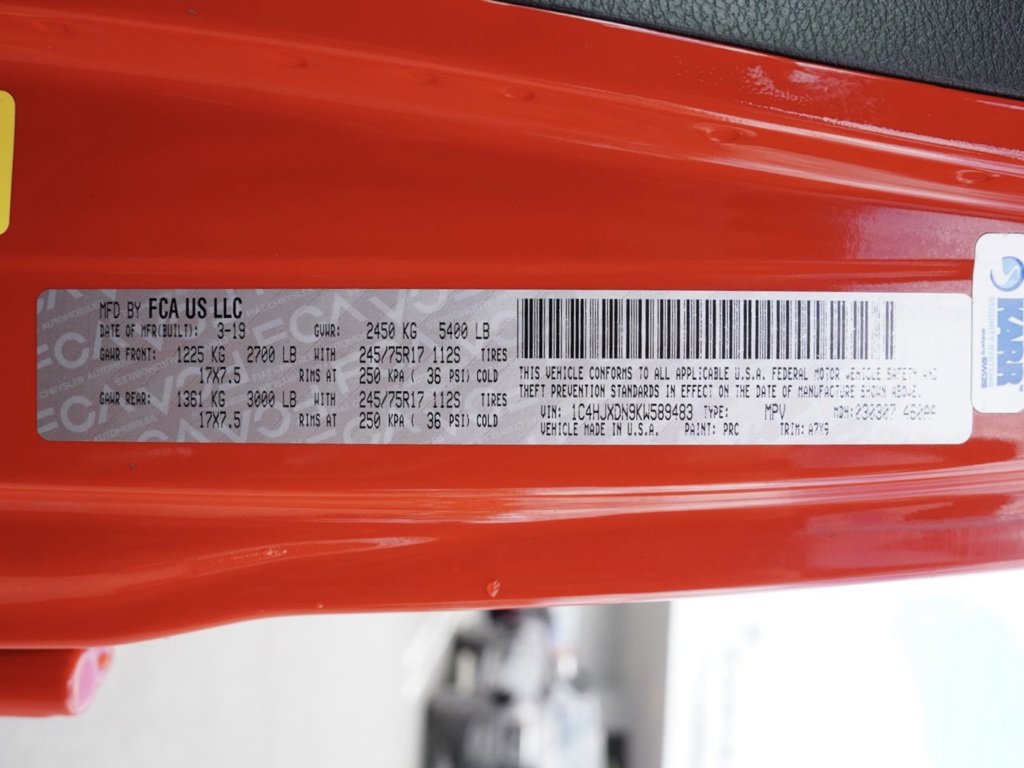 MFD BY FCA US LLC
DATE OF MFR(BUILT): 3-19 GVWR: 2450 KG 5400 LB
GAWR FRONT: 1225 KG 2700 LB WITH 245/75R17 112S TIRES
17X7.5 RIMS AT 250 KPA ( 36 PSI) COLD
GAWR REAR: 1361 KG 3000 LB WITH 245/75R17 112S TIRES
17X7.5 RIMS AT 250 KPA ( 36 PSI) COLD
THIS VEHICLE CONFORMS TO ALL APPLICABLE U.S.A. FEDERAL MOTOR VEHICLE SAFETY AND
THEFT PREVENTION STANDARDS IN EFFECT ON THE DATE OF MANUFACTURE SHOWN ABOVE.
VIN: 1C4HJXDN9KW589483 TYPE: MPV MDH:
VEHICLE MADE IN U.S.A. PAINT: PRC TRIM:
KARR